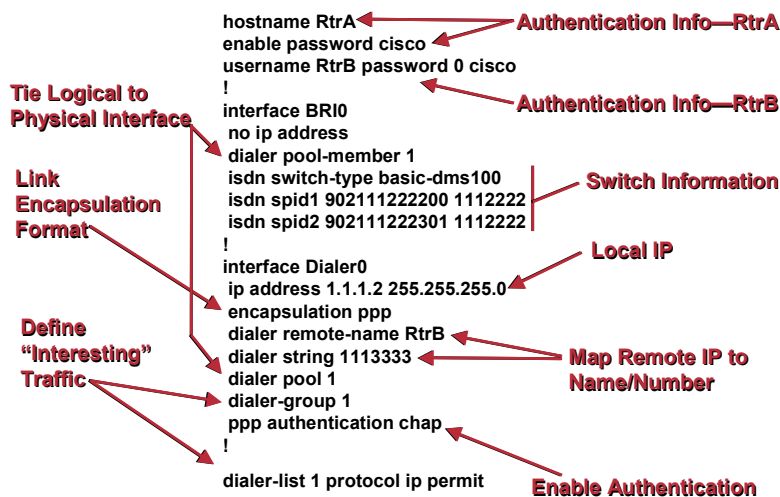 hostname RtrA
enable password cisco
username RtrB password 0 cisco
!
interface BRI0
no ip address
dialer pool-member 1
isdn switch-type basic-dms100
isdn spid1 902111222200 1112222
isdn spid2 902111222301 1112222
!
interface Dialer0
ip address 1.1.1.2 255.255.255.0
encapsulation ppp
dialer remote-name RtrB
dialer string 1113333
dialer pool 1
dialer-group 1
ppp authentication chap
!
dialer-list 1 protocol ip permit
Tie Logical to
Physical Interface
Link
Encapsulation
Format
Define
“Interesting”
Traffic
Authentication Info—RtrA
Authentication Info—RtrB
Switch Information
Local IP
Map Remote IP to
Name/Number
Enable Authentication